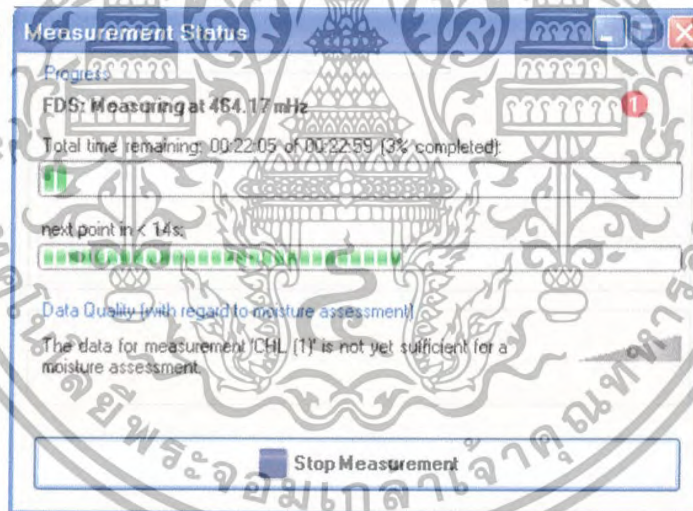 Measurement Status
Progress
FDS: Measuring at 464.17 mHz
1
Total time remaining: 00:22:05 of 00:22:59 (3% completed):
next point in < 14s:
Data Quality (with regard to moisture assessment)
The data for measurement 'CHL (1)' is not yet sufficient for a
moisture assessment.
Stop Measurement